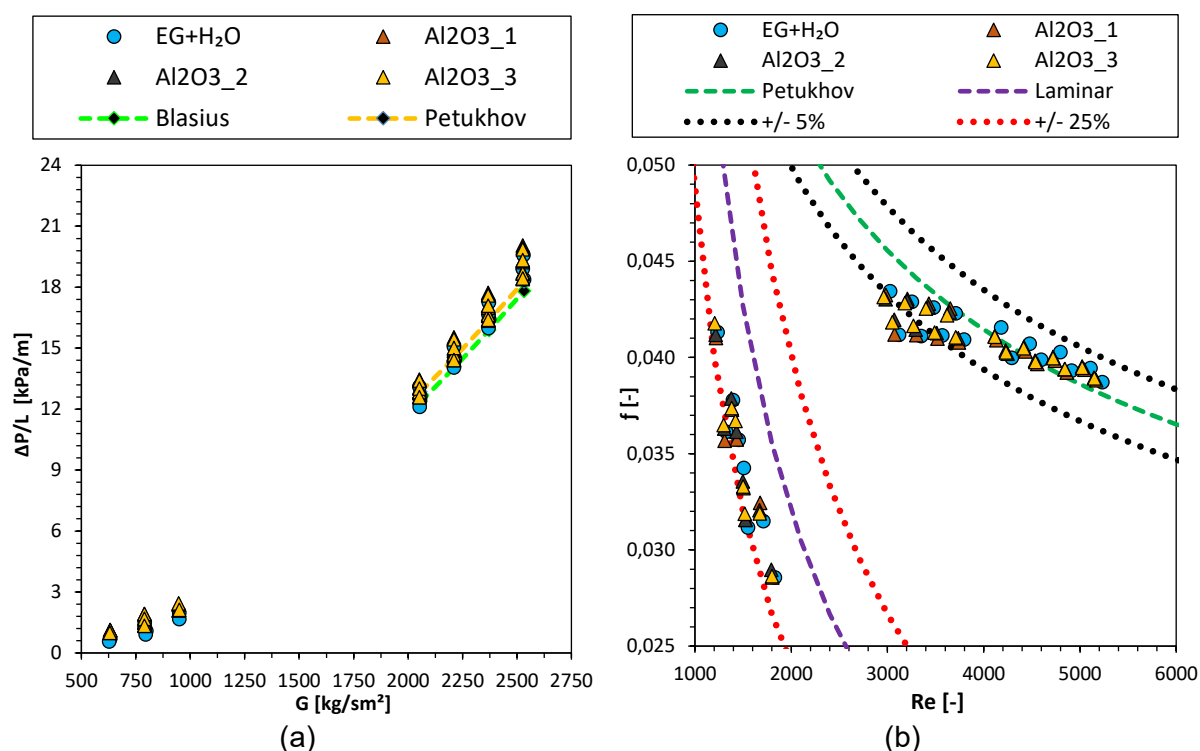 EG+H₂O Al2O3_1
Al2O3_2 Al2O3_3
Blasius Petukhov
ΔP/L [kPa/m]
24
21
18
15
12
9
6
3
0
500 750 1000 1250 1500 1750 2000 2250 2500 2750
G [kg/sm²]
(a)
EG+H₂O Al2O3_1
Al2O3_2 Al2O3_3
Petukhov Laminar
+/- 5% +/- 25%
f [-]
0,050
0,045
0,040
0,035
0,030
0,025
1000 2000 3000 4000 5000 6000
Re [-]
(b)